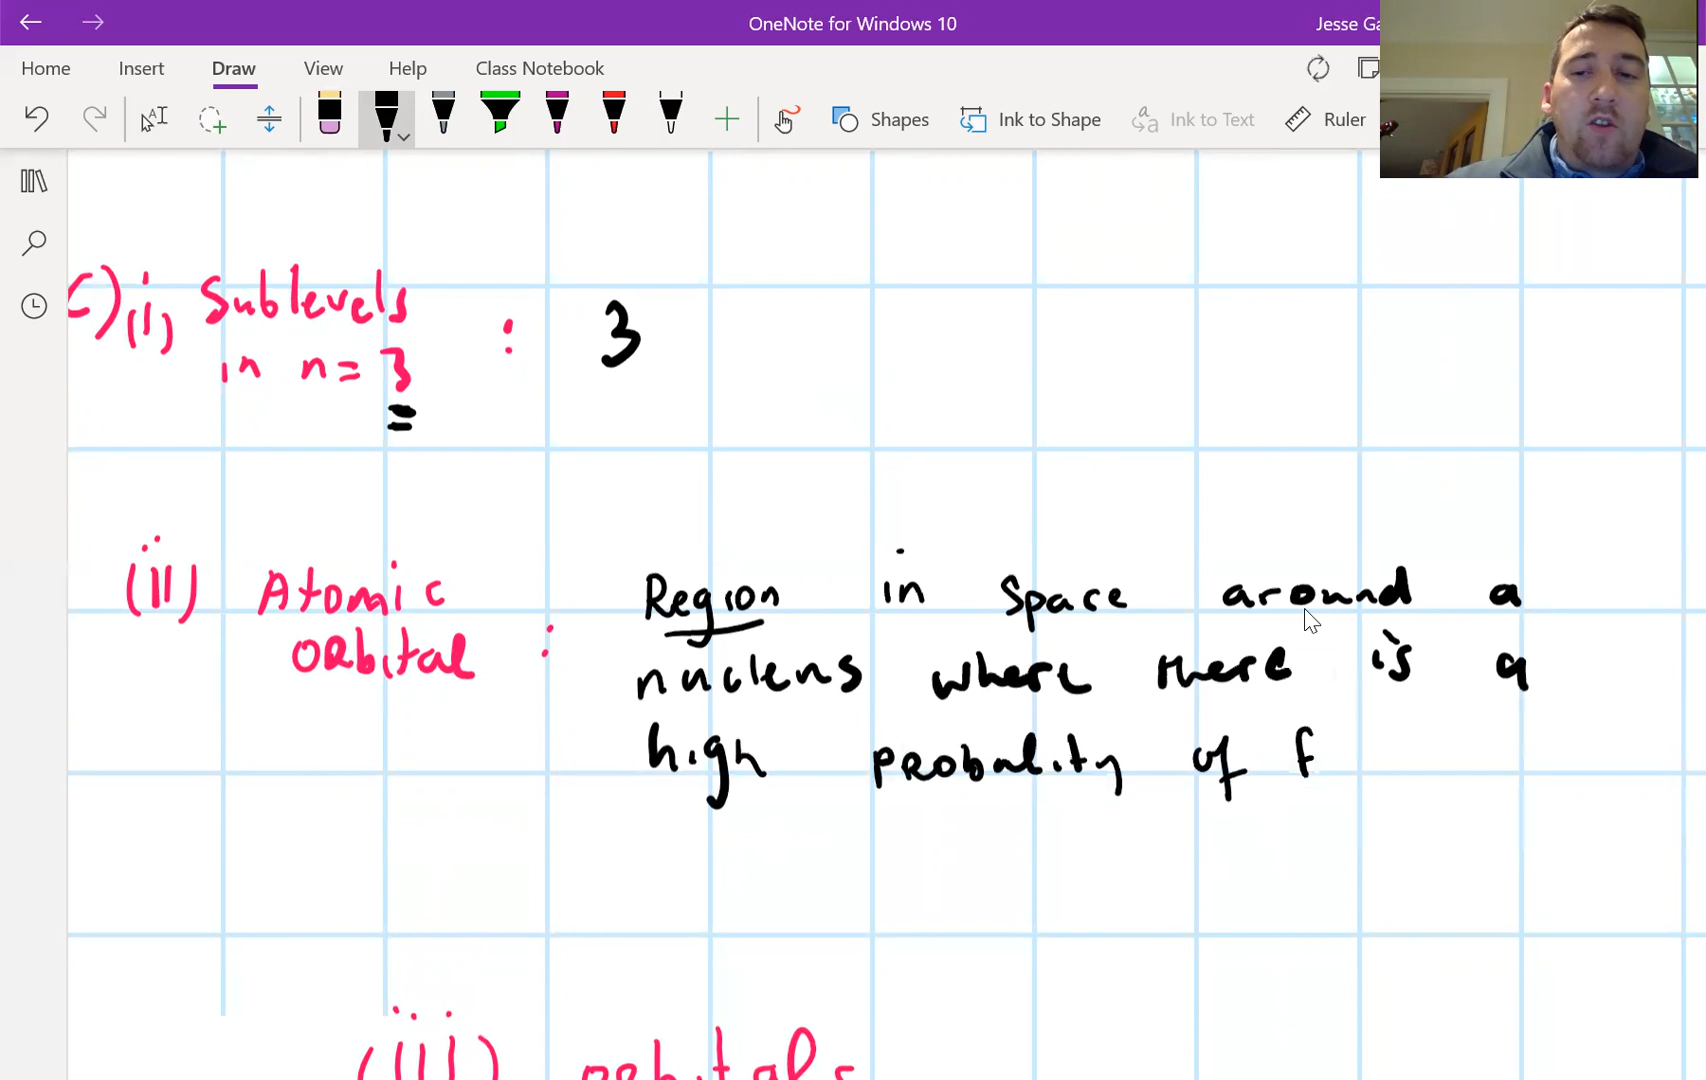 OneNote for Windows 10
Jesse Ga
Home Insert Draw View Help Class Notebook
Shapes Ink to Shape Ink to Text Ruler
C)(i) Sublevels : 3
in n = 3
(ii) Atomic
orbital :
Region in space around a
nucleus where there is a
high probality of f
(iii) orbitals